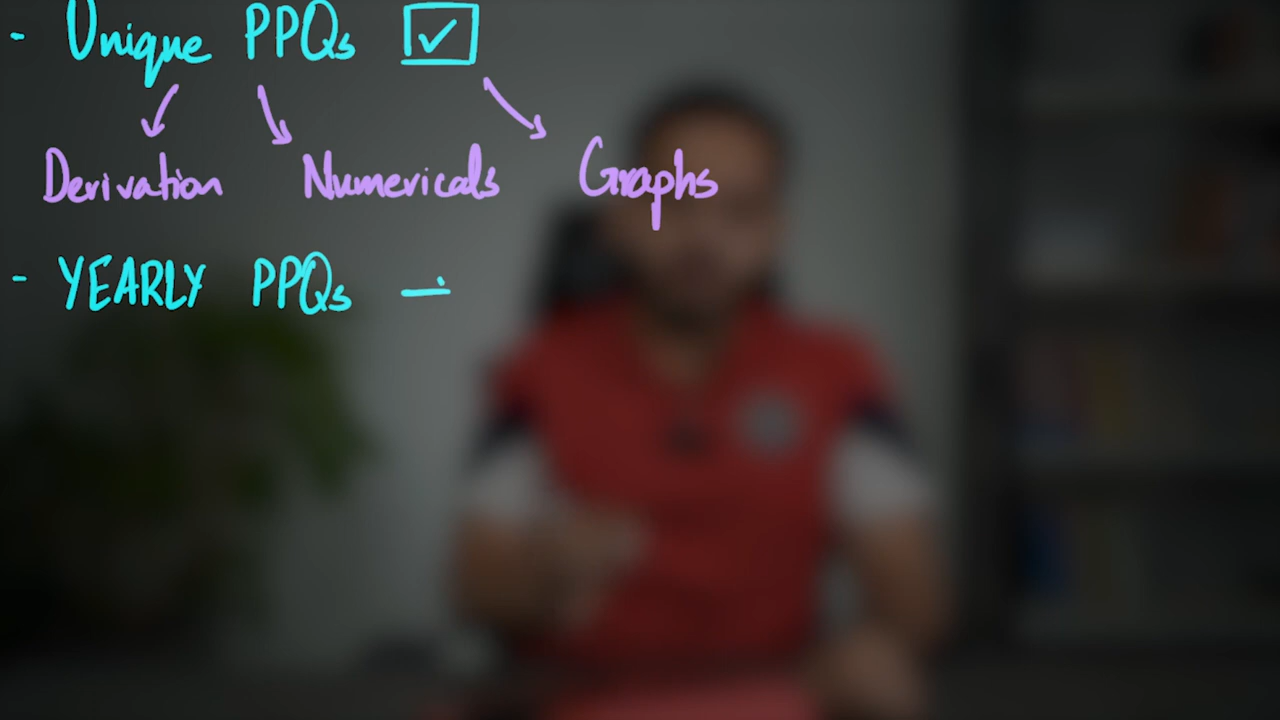 - Unique PPQs ☑
Derivation Numericals Graphs
- YEARLY PPQs -